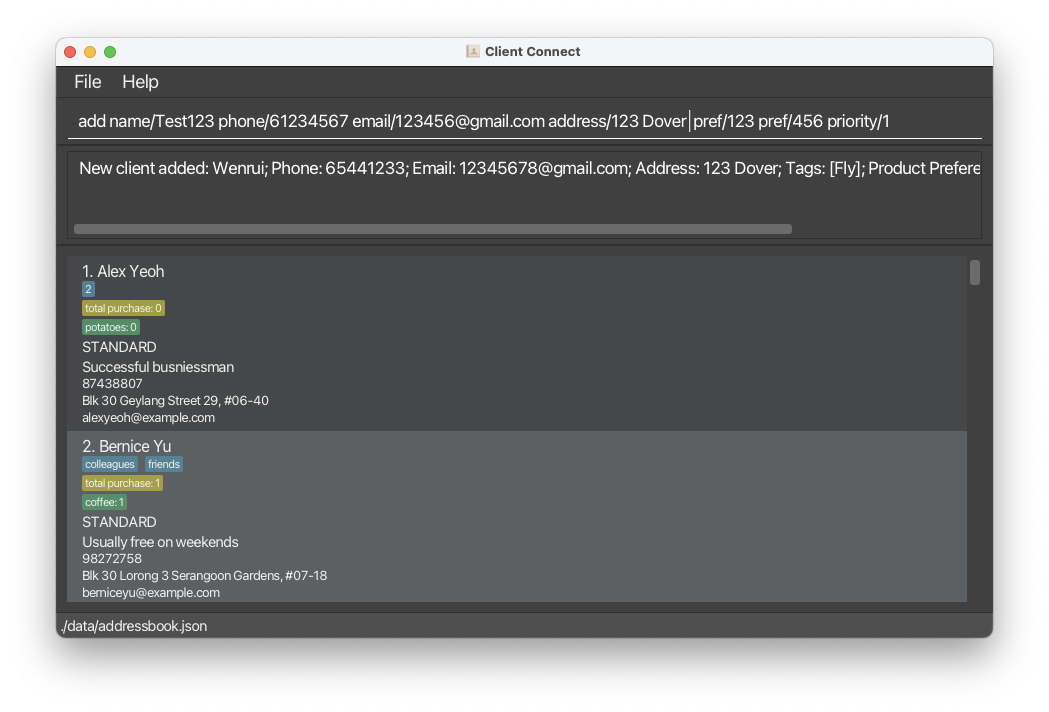 Client Connect
File Help
add name/Test123 phone/61234567 email/123456@gmail.com address/123 Dover pref/123 pref/456 priority/1
New client added: Wenrui; Phone: 65441233; Email: 12345678@gmail.com; Address: 123 Dover; Tags: [Fly]; Product Prefere
1. Alex Yeoh
2
total purchase: 0
potatoes: 0
STANDARD
Successful busniessman
87438807
Blk 30 Geylang Street 29, #06-40
alexyeoh@example.com
2. Bernice Yu
colleagues friends
total purchase: 1
coffee: 1
STANDARD
Usually free on weekends
98272758
Blk 30 Lorong 3 Serangoon Gardens, #07-18
berniceyu@example.com
./data/addressbook.json